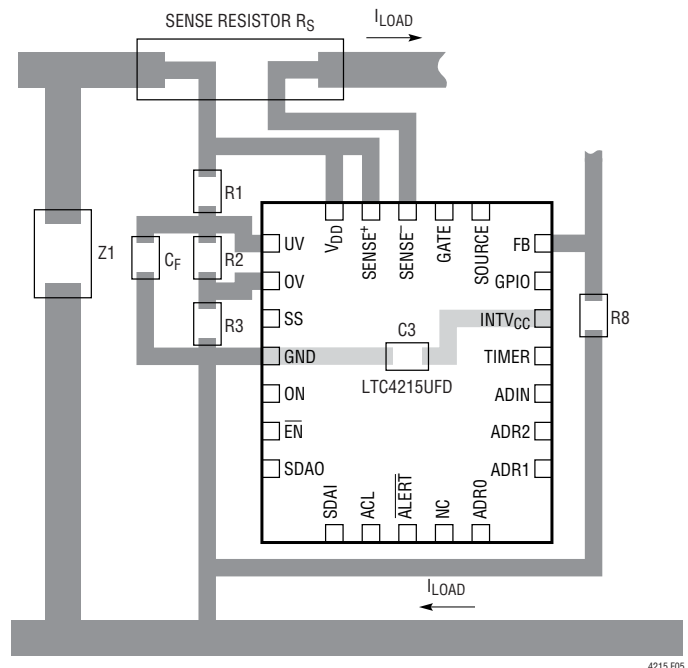 SENSE RESISTOR RS
ILOAD
R1
Z1
CF
R2
R3
UV
OV
SS
GND
ON
EN
SDAO
VDD
SENSE+
SENSE–
GATE
SOURCE
FB
GPIO
INTVCC
TIMER
ADIN
ADR2
ADR1
C3
LTC4215UFD
R8
SDAI
ACL
ALERT
NC
ADR0
ILOAD
4215 F05